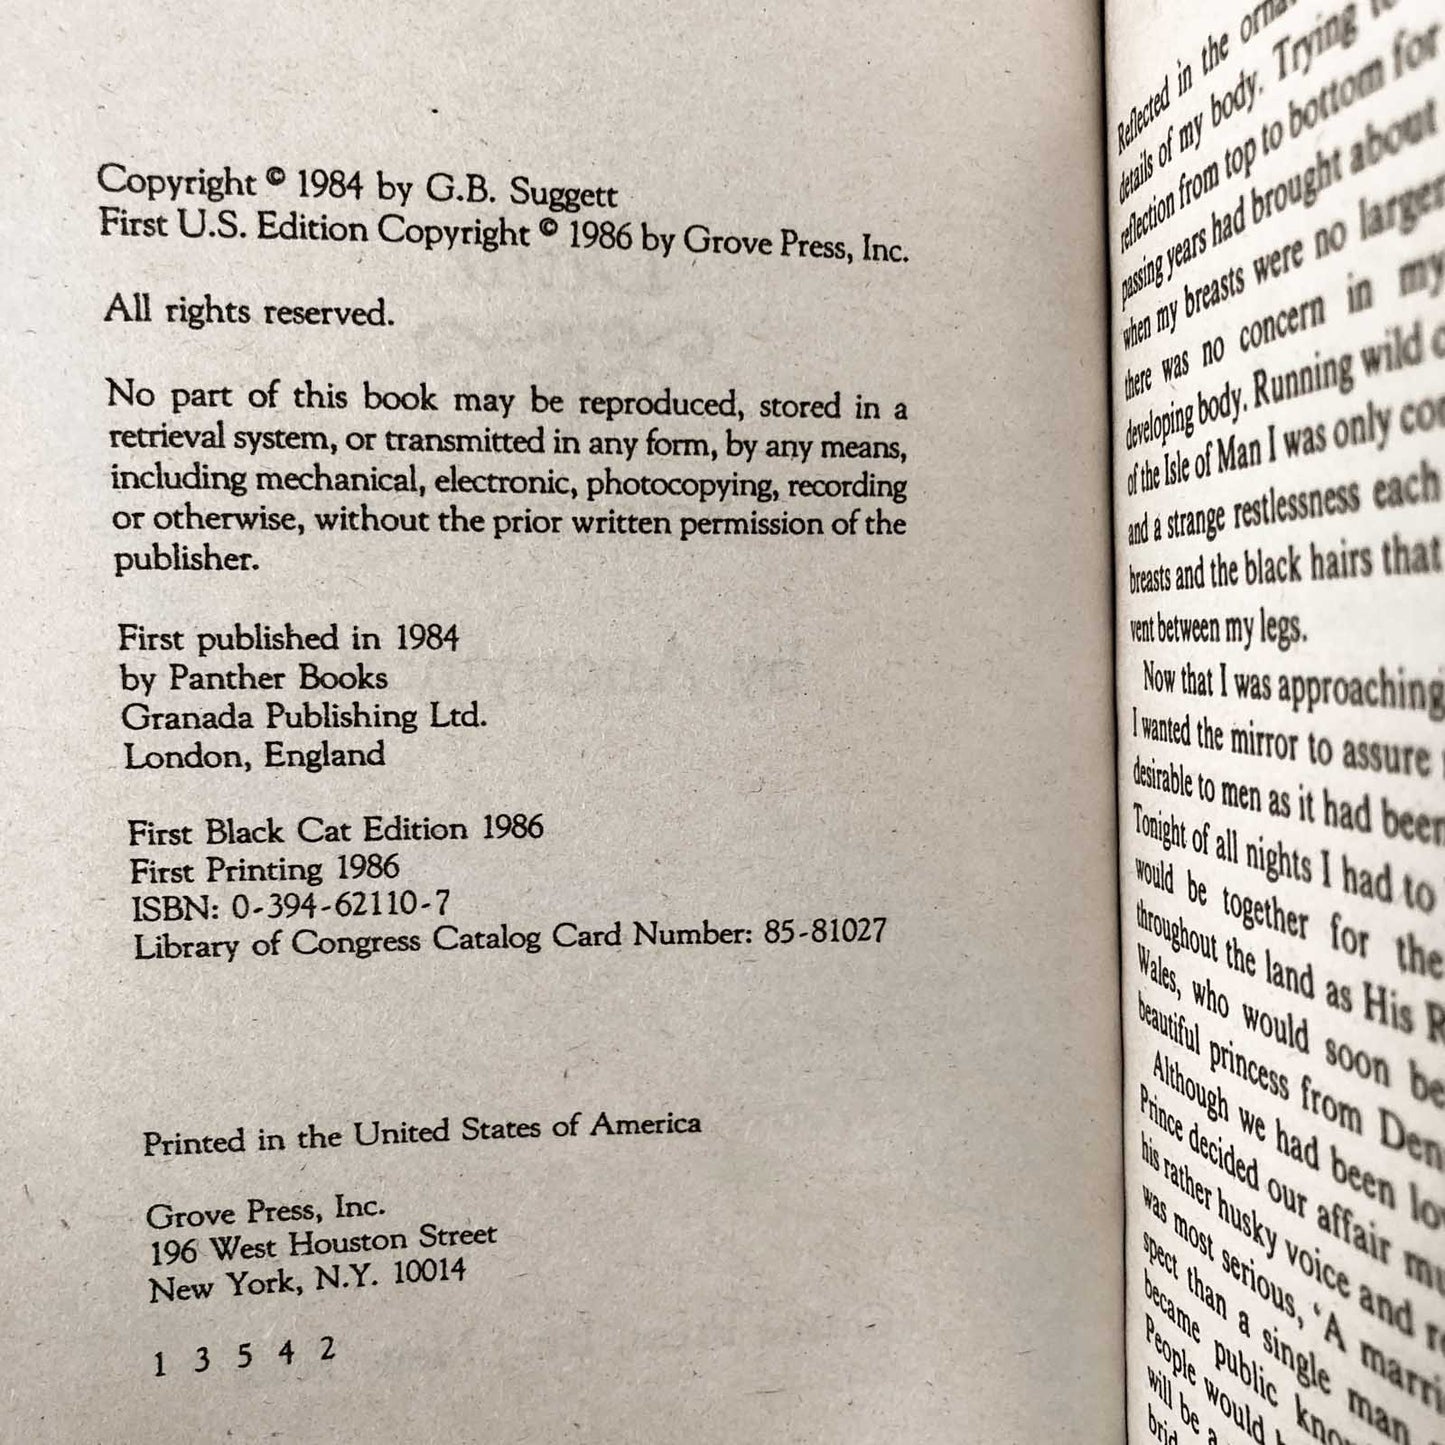 Copyright © 1984 by G.B. Suggett
First U.S. Edition Copyright © 1986 by Grove Press, Inc.
All rights reserved.
No part of this book may be reproduced, stored in a
retrieval system, or transmitted in any form, by any means,
including mechanical, electronic, photocopying, recording
or otherwise, without the prior written permission of the
publisher.
First published in 1984
by Panther Books
Granada Publishing Ltd.
London, England
First Black Cat Edition 1986
First Printing 1986
ISBN: 0-394-62110-7
Library of Congress Catalog Card Number: 85-81027
Printed in the United States of America
Grove Press, Inc.
196 West Houston Street
New York, N.Y. 10014
1 3 5 4 2
Reflected in the
details of my body. Trying
reflection from top to bottom for
passing years had brought about
when my breasts were no larger
there was no concern in my
developing body. Running wild
of the Isle of Man I was only
and a strange restlessness each
breasts and the black hairs that
vent between my legs.
Now that I was approaching
I wanted the mirror to assure
desirable to men as it had been
Tonight of all nights I had to
would be together for the
throughout the land as His
Wales, who would soon be
beautiful princess from
Although we had been
Prince decided our affair
his rather husky voice and
was most serious, 'A
spect than a single man
became public
People would
will be a